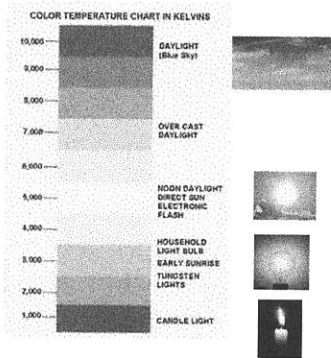 COLOR TEMPERATURE CHART IN KELVINS
10,000
DAYLIGHT
(Blue Sky)
9,000
8,000
7,000
OVER CAST
DAYLIGHT
6,000
5,000
NOON DAYLIGHT
DIRECT SUN
ELECTRONIC
FLASH
4,000
HOUSEHOLD
LIGHT BULB
3,000
EARLY SUNRISE
TUNGSTEN
LIGHTS
2,000
1,000
CANDLE LIGHT